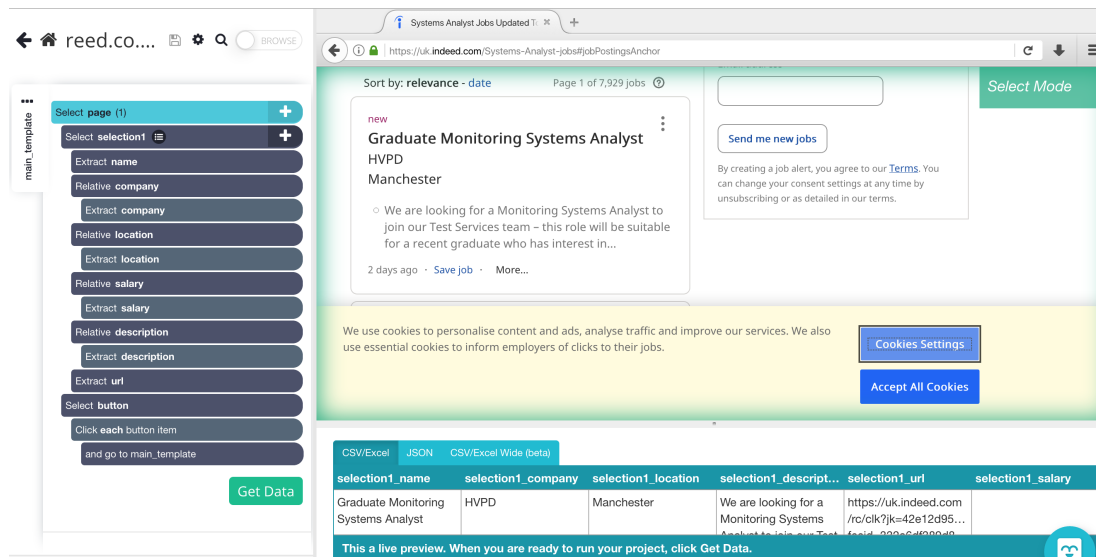 reed.co....
BROWSE
main_template
Select page (1)
Select selection1
Extract name
Relative company
Extract company
Relative location
Extract location
Relative salary
Extract salary
Relative description
Extract description
Extract url
Select button
Click each button item
and go to main_template
Get Data
Systems Analyst Jobs Updated T
https://uk.indeed.com/Systems-Analyst-jobs#jobPostingsAnchor
Sort by: relevance - date
Page 1 of 7,929 jobs
new
Graduate Monitoring Systems Analyst
HVPD
Manchester
We are looking for a Monitoring Systems Analyst to
join our Test Services team – this role will be suitable
for a recent graduate who has interest in...
2 days ago · Save job · More...
Send me new jobs
By creating a job alert, you agree to our Terms. You
can change your consent settings at any time by
unsubscribing or as detailed in our terms.
Select Mode
We use cookies to personalise content and ads, analyse traffic and improve our services. We also
use essential cookies to inform employers of clicks to their jobs.
Cookies Settings
Accept All Cookies
CSV/Excel JSON CSV/Excel Wide (beta)
selection1_name selection1_company selection1_location selection1_descript... selection1_url selection1_salary
Graduate Monitoring HVPD Manchester We are looking for a https://uk.indeed.com
Systems Analyst Monitoring Systems /rc/clk?jk=42e12d95...
This a live preview. When you are ready to run your project, click Get Data.